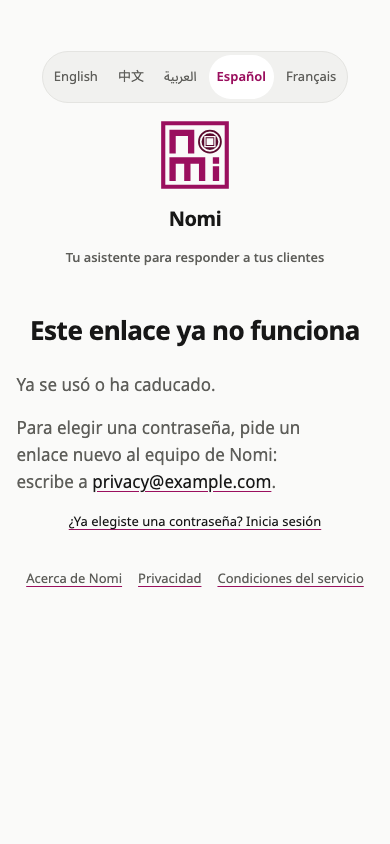 English 中文 العربية Español Français
nomi
Nomi
Tu asistente para responder a tus clientes
Este enlace ya no funciona
Ya se usó o ha caducado.
Para elegir una contraseña, pide un
enlace nuevo al equipo de Nomi:
escribe a privacy@example.com.
¿Ya elegiste una contraseña? Inicia sesión
Acerca de Nomi Privacidad Condiciones del servicio